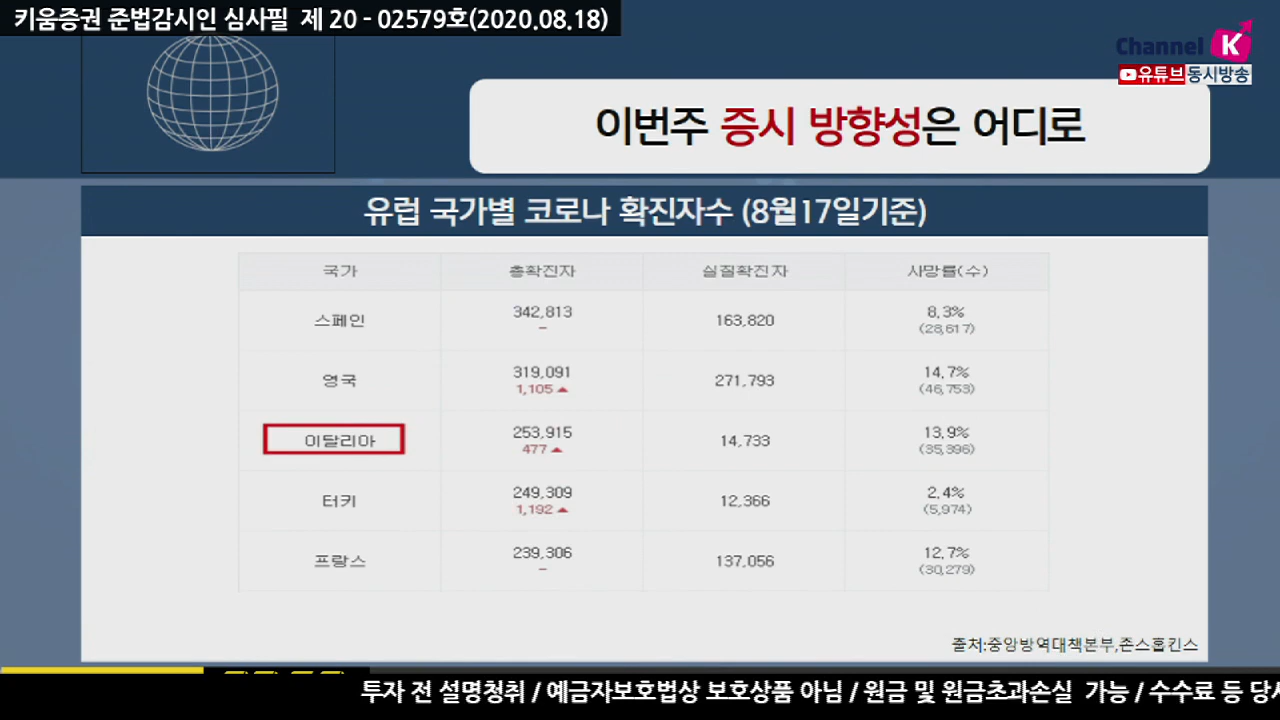 키움증권 준법감시인 심사필 제 20 - 02579호(2020.08.18)
Channel K
유튜브동시방송
이번주 증시 방향성은 어디로
유럽 국가별 코로나 확진자수 (8월17일기준)
국가 총확진자 실질확진자 사망률(수)
스페인 342,813 163,820 8.3%
– (28,617)
영국 319,091 271,793 14.7%
1,105 ▲ (46,753)
이탈리아 253,915 14,733 13.9%
477 ▲ (35,396)
터키 249,309 12,366 2.4%
1,192 ▲ (5,974)
프랑스 239,306 137,056 12.7%
– (30,279)
출처:중앙방역대책본부,존스홉킨스
투자 전 설명청취 / 예금자보호법상 보호상품 아님 / 원금 및 원금초과손실 가능 / 수수료 등 당사